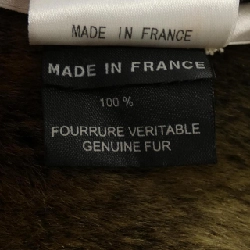 MADE IN FRANCE
MADE IN FRANCE
100 %
FOURRURE VERITABLE
GENUINE FUR